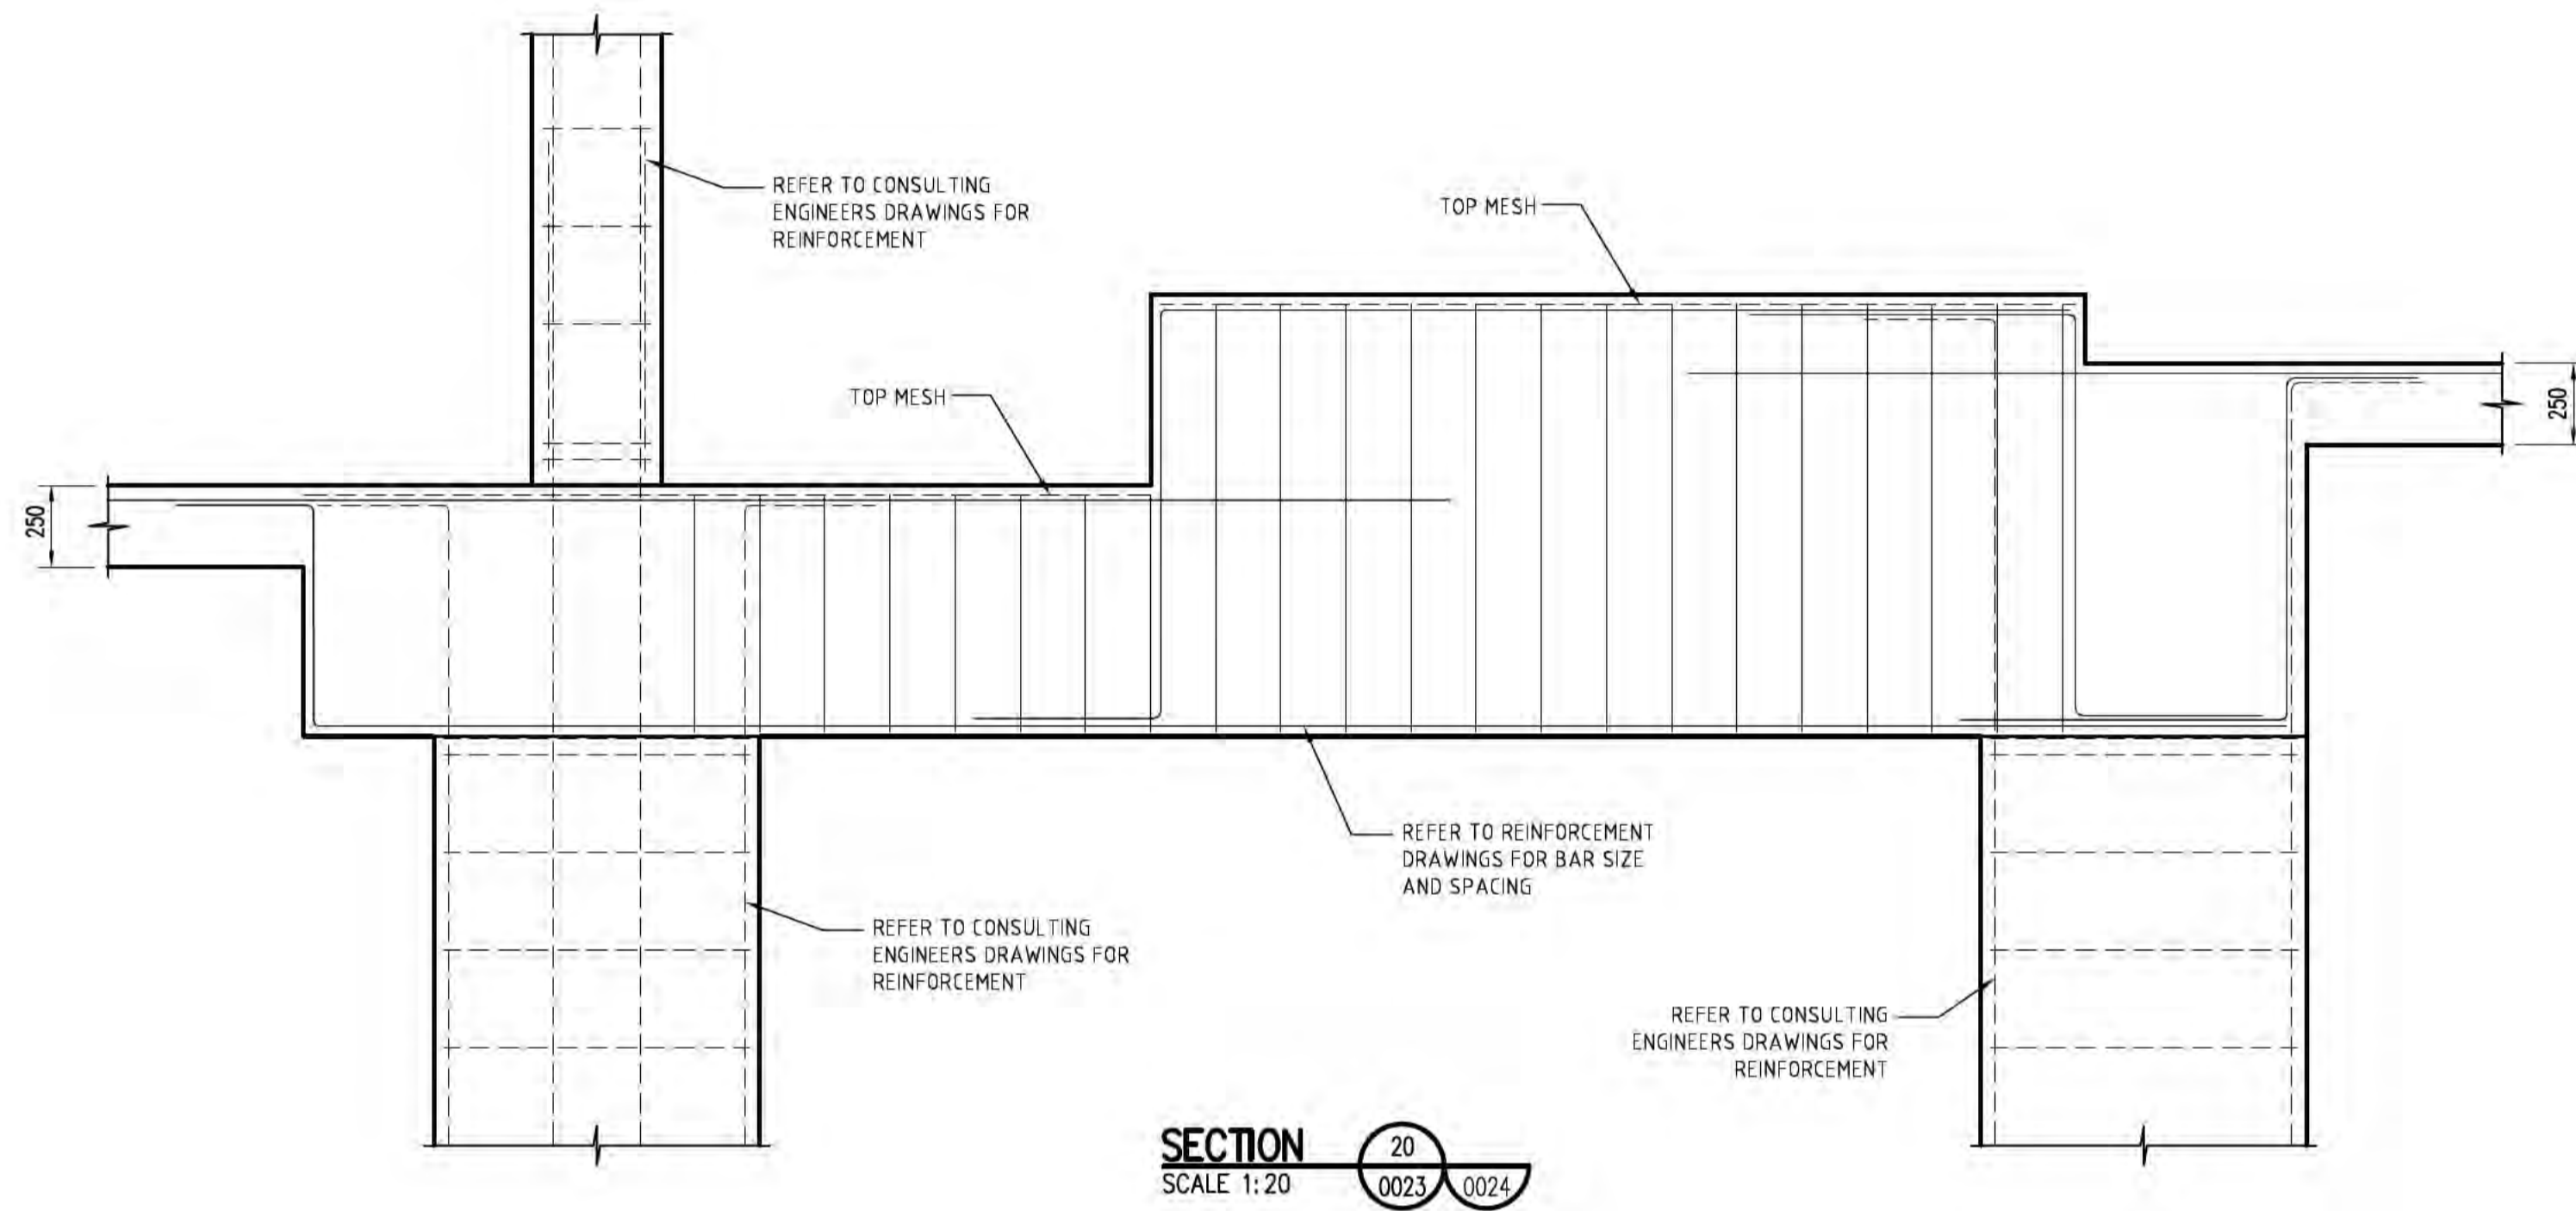 REFER TO CONSULTING
ENGINEERS DRAWINGS FOR
REINFORCEMENT
TOP MESH
TOP MESH
250
250
REFER TO REINFORCEMENT
DRAWINGS FOR BAR SIZE
AND SPACING
REFER TO CONSULTING
ENGINEERS DRAWINGS FOR
REINFORCEMENT
REFER TO CONSULTING
ENGINEERS DRAWINGS FOR
REINFORCEMENT
SECTION
SCALE 1:20
20
0023
0024